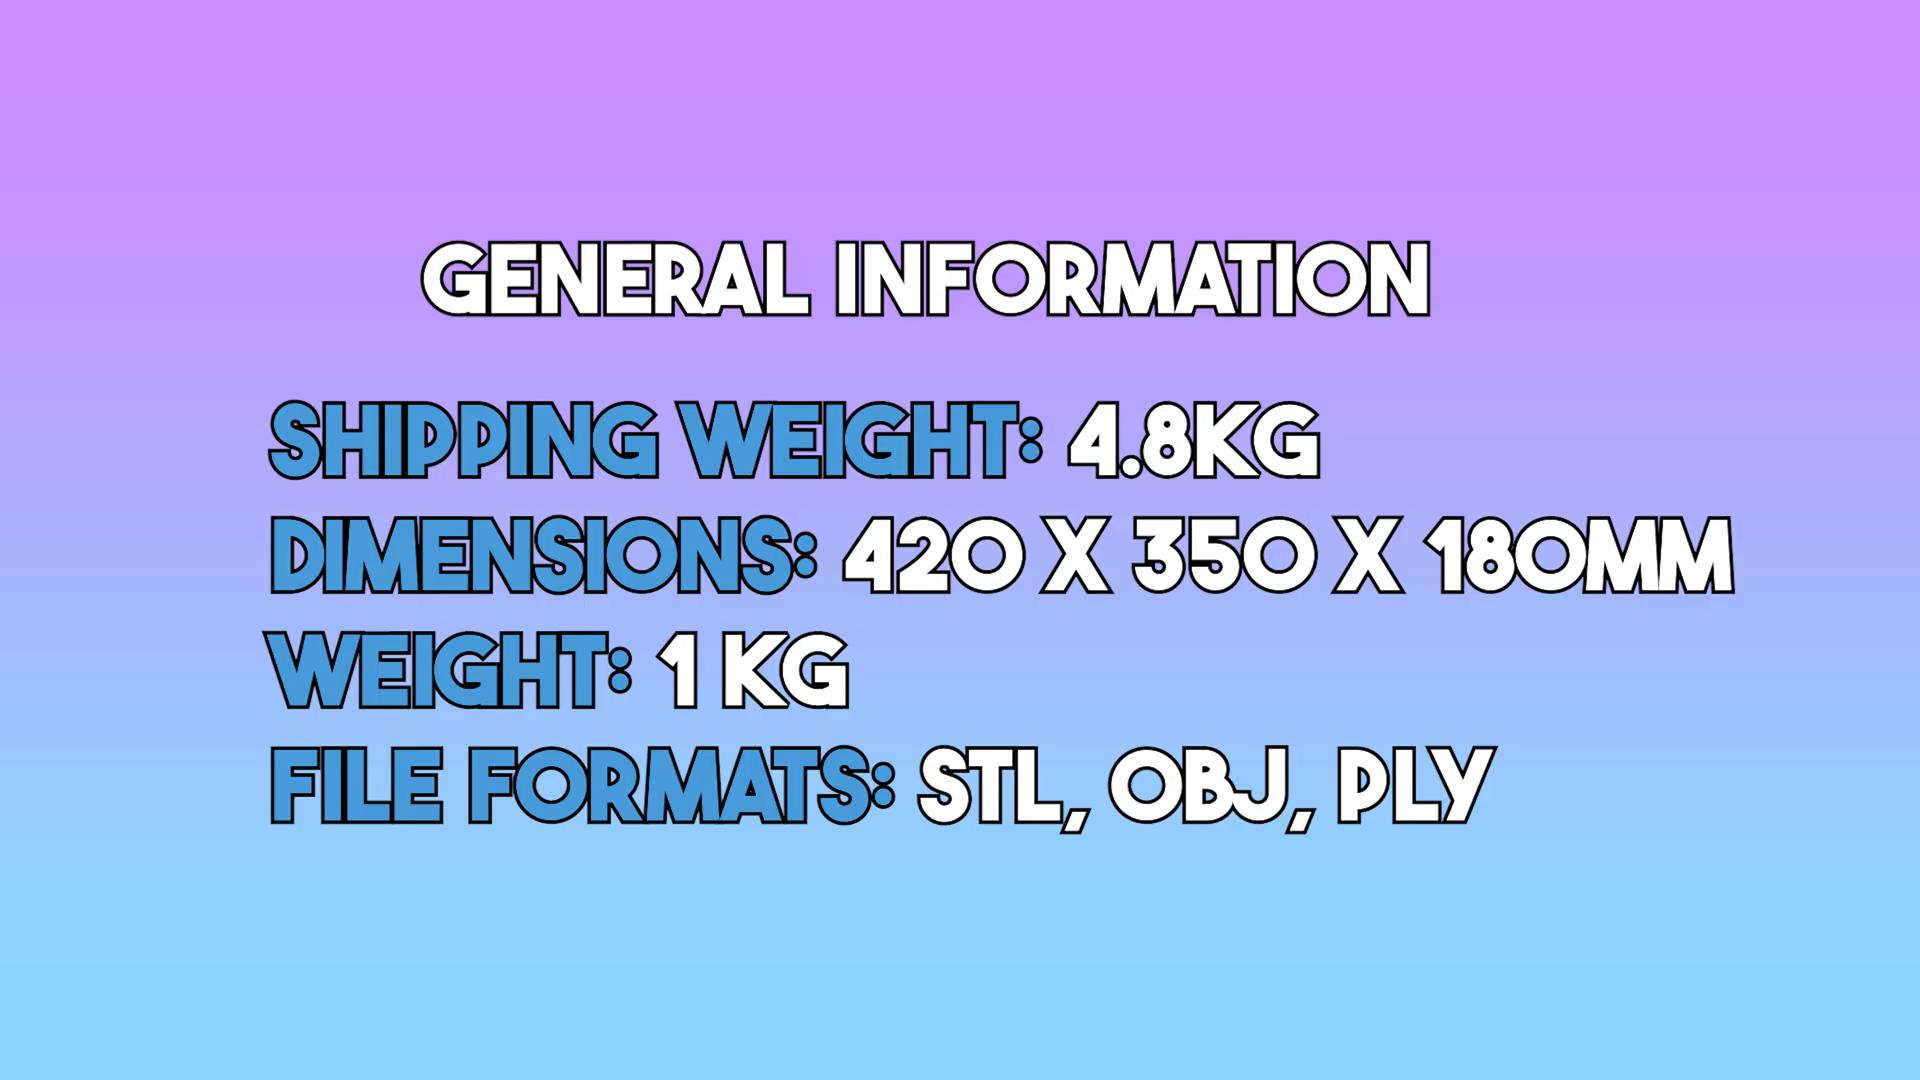 GENERAL INFORMATION
SHIPPING WEIGHT: 4.8KG
DIMENSIONS: 420 X 350 X 180MM
WEIGHT: 1 KG
FILE FORMATS: STL, OBJ, PLY